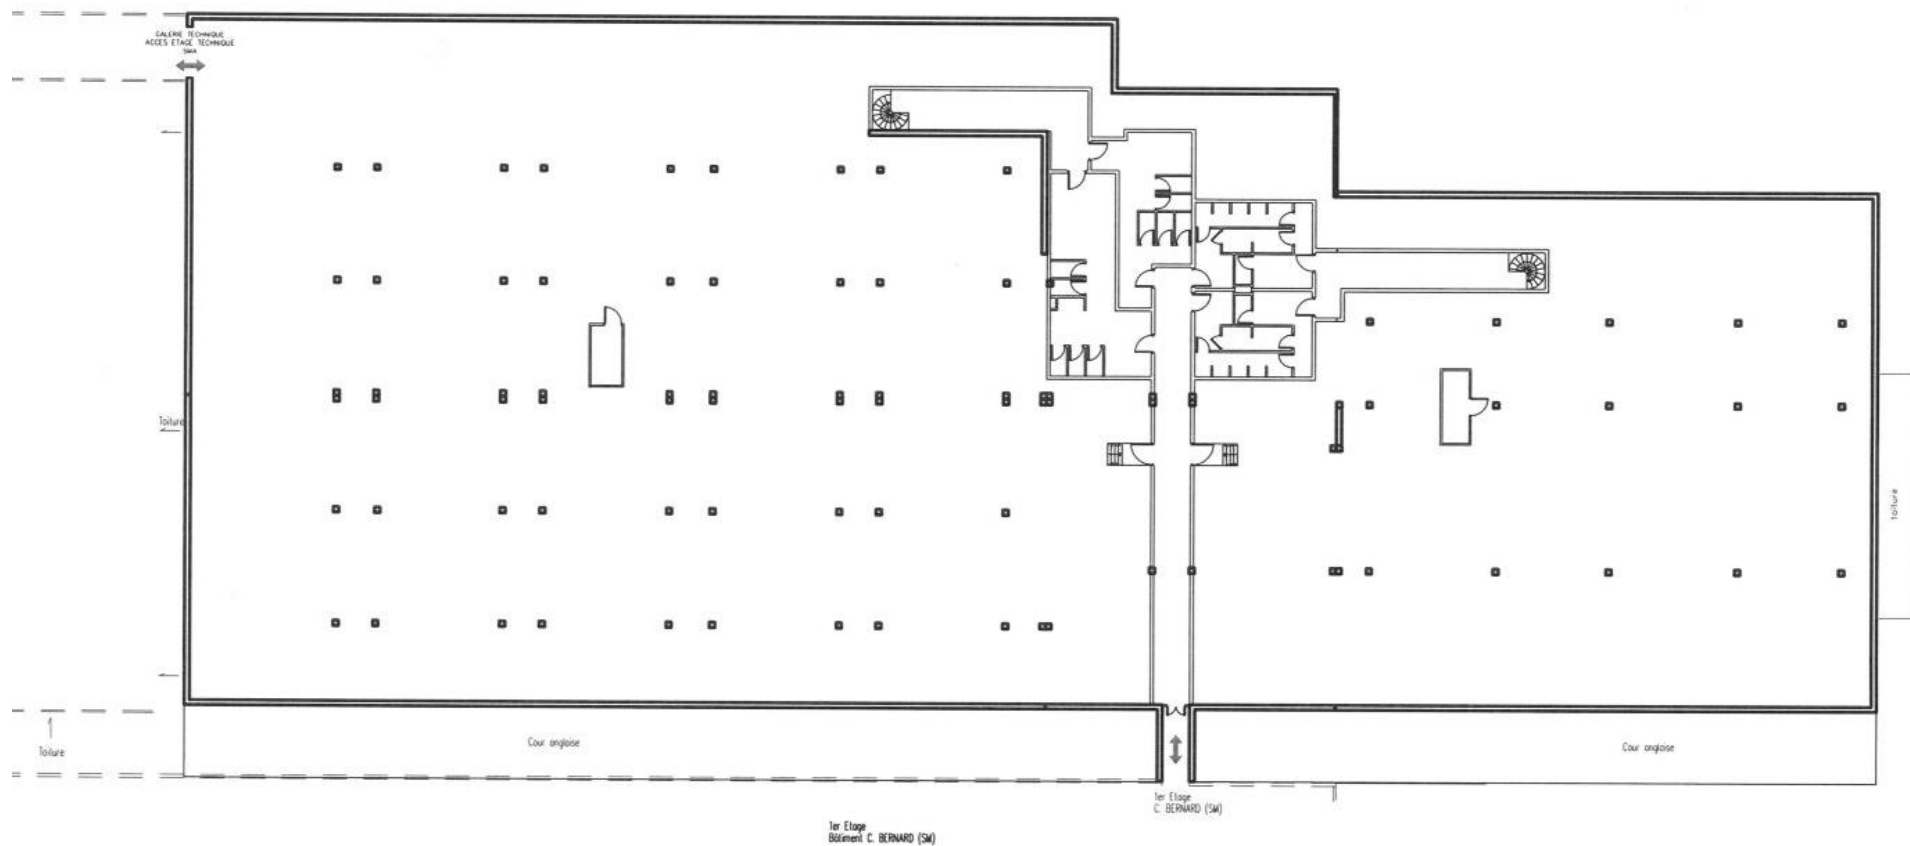 GALERIE TECHNIQUE
ACCES ETAGE TECHNIQUE
SMA
Toiture
toiture
Toiture
Cour anglaise
Cour anglaise
1er Etage
C. BERNARD (SM)
1er Etage
Bâtiment C. BERNARD (SM)